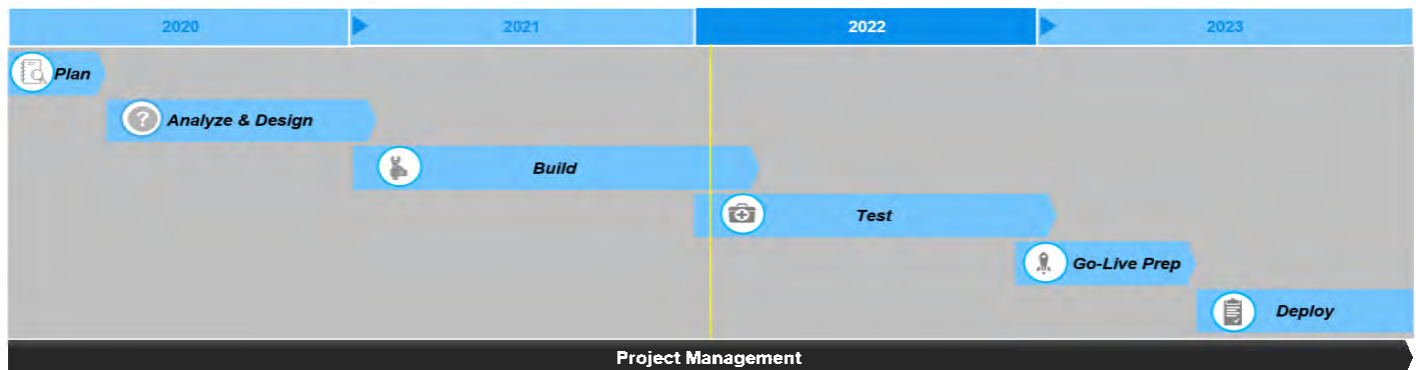 2020 2021 2022 2023
Plan
Analyze & Design
Build
Test
Go-Live Prep
Deploy
Project Management